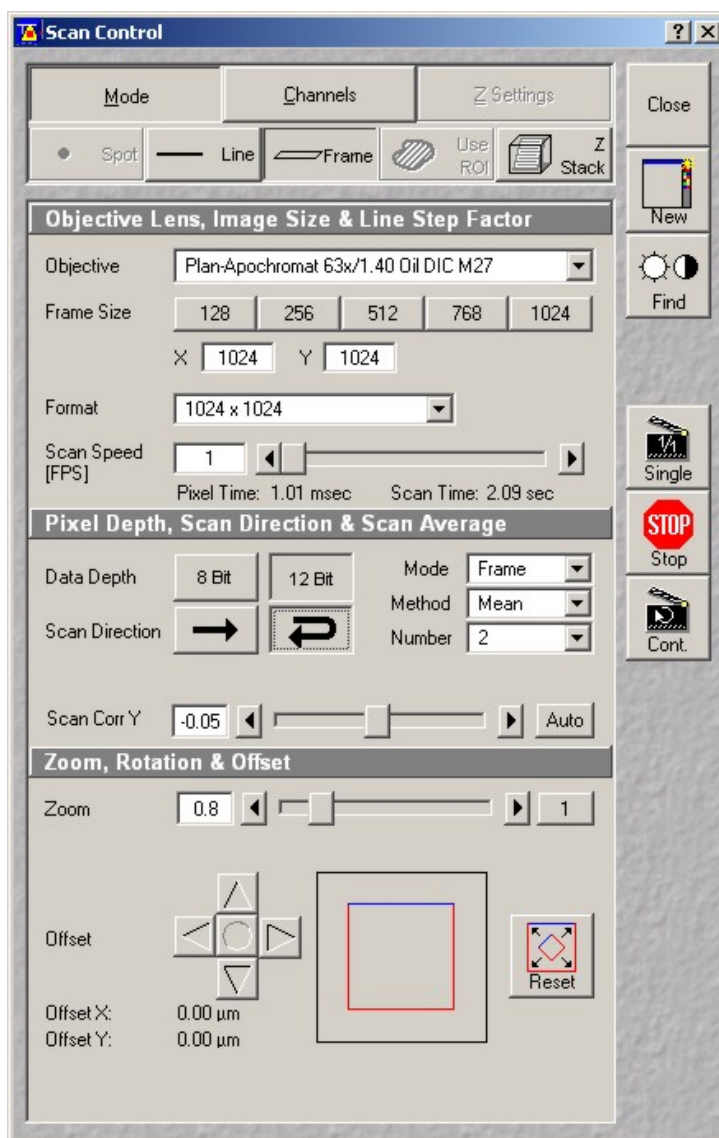 Scan Control
Mode Channels Z Settings Close
Spot Line Frame Use ROI Z Stack
New
Objective Lens, Image Size & Line Step Factor
Objective Plan-Apochromat 63x/1.40 Oil DIC M27
Find
Frame Size 128 256 512 768 1024
X 1024 Y 1024
Format 1024 x 1024
Scan Speed [FPS] 1
Single
Pixel Time: 1.01 msec Scan Time: 2.09 sec
Pixel Depth, Scan Direction & Scan Average
STOP
Stop
Data Depth 8 Bit 12 Bit Mode Frame
Method Mean
Scan Direction Number 2
Cont.
Scan Corr Y -0.05 Auto
Zoom, Rotation & Offset
Zoom 0.8 1
Offset
Reset
Offset X: 0.00 µm
Offset Y: 0.00 µm